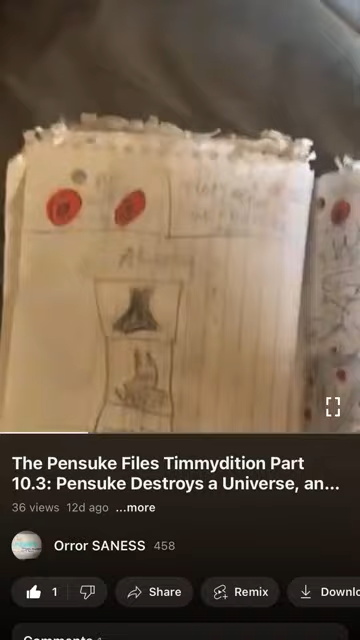 The Pensuke Files Timmydition Part
10.3: Pensuke Destroys a Universe, an...
36 views 12d ago ...more
Orror SANESS 458
1 Share Remix Downlo
Comments